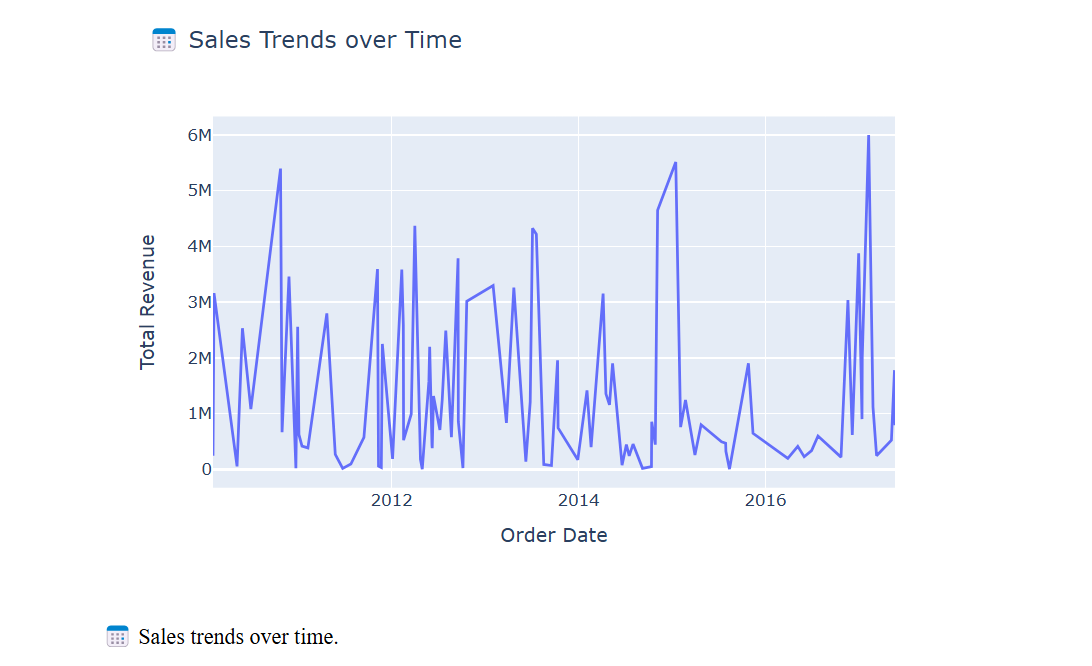 📅 Sales Trends over Time
6M
5M
4M
3M
2M
1M
0
Total Revenue
2012 2014 2016
Order Date
📅 Sales trends over time.